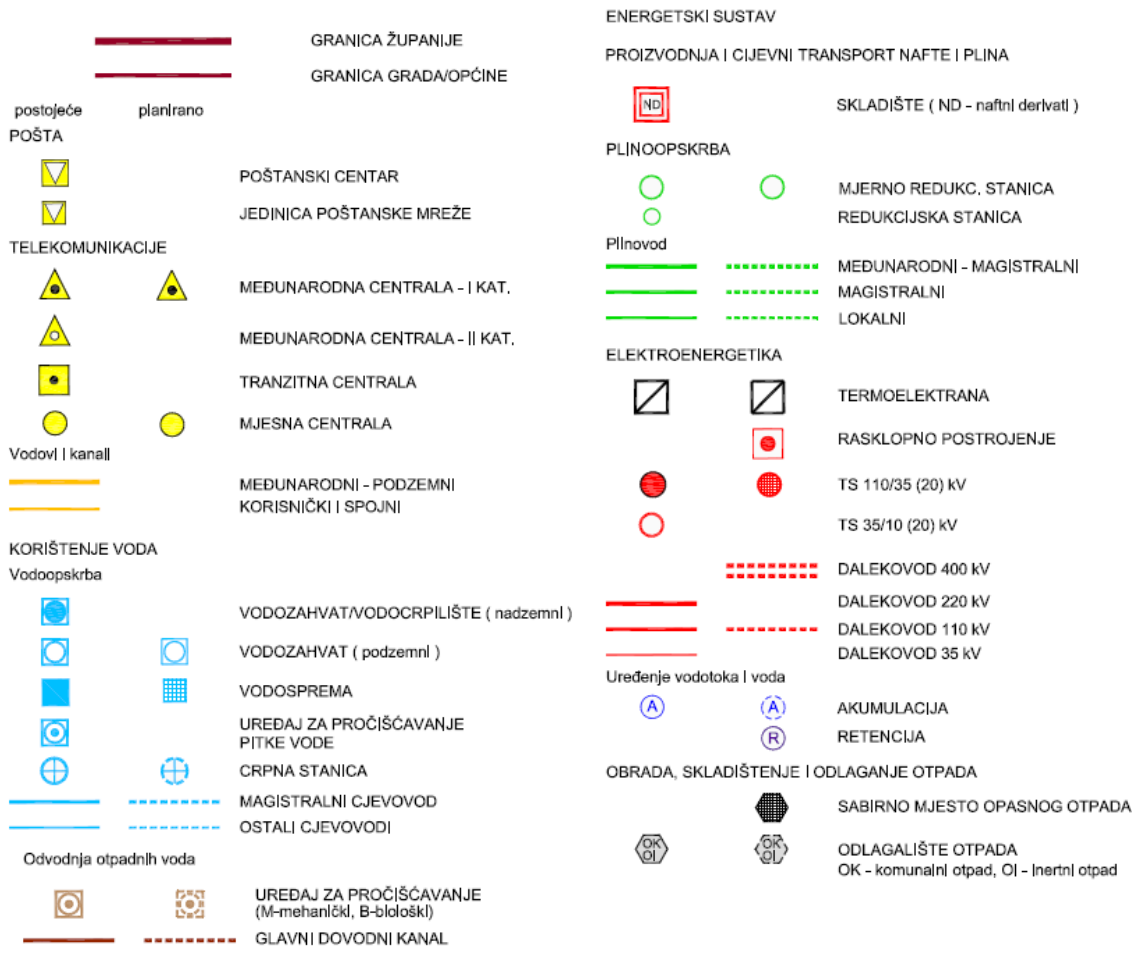 GRANICA ŽUPANIJE
GRANICA GRADA/OPĆINE
postojeće planirano
POŠTA
POŠTANSKI CENTAR
JEDINICA POŠTANSKE MREŽE
TELEKOMUNIKACIJE
MEĐUNARODNA CENTRALA - I KAT.
MEĐUNARODNA CENTRALA - II KAT.
TRANZITNA CENTRALA
MJESNA CENTRALA
Vodovi i kanali
MEĐUNARODNI - PODZEMNI
KORISNIČKI I SPOJNI
KORIŠTENJE VODA
Vodoopskrba
VODOZAHVAT/VODOCRPILIŠTE ( nadzemni )
VODOZAHVAT ( podzemni )
VODOSPREMA
UREĐAJ ZA PROČIŠĆAVANJE
PITKE VODE
CRPNA STANICA
MAGISTRALNI CJEVOVOD
OSTALI CJEVOVODI
Odvodnja otpadnih voda
UREĐAJ ZA PROČIŠĆAVANJE
(M-mehanički, B-biološki)
GLAVNI DOVODNI KANAL
ENERGETSKI SUSTAV
PROIZVODNJA I CIJEVNI TRANSPORT NAFTE I PLINA
ND SKLADIŠTE ( ND - naftni derivati )
PLINOOPSKRBA
MJERNO REDUKC. STANICA
REDUKCIJSKA STANICA
Plinovod
MEĐUNARODNI - MAGISTRALNI
MAGISTRALNI
LOKALNI
ELEKTROENERGETIKA
TERMOELEKTRANA
RASKLOPNO POSTROJENJE
TS 110/35 (20) kV
TS 35/10 (20) kV
DALEKOVOD 400 kV
DALEKOVOD 220 kV
DALEKOVOD 110 kV
DALEKOVOD 35 kV
Uređenje vodotoka i voda
A A AKUMULACIJA
R RETENCIJA
OBRADA, SKLADIŠTENJE I ODLAGANJE OTPADA
SABIRNO MJESTO OPASNOG OTPADA
OK OK ODLAGALIŠTE OTPADA
OI OI OK - komunalni otpad, OI - inertni otpad